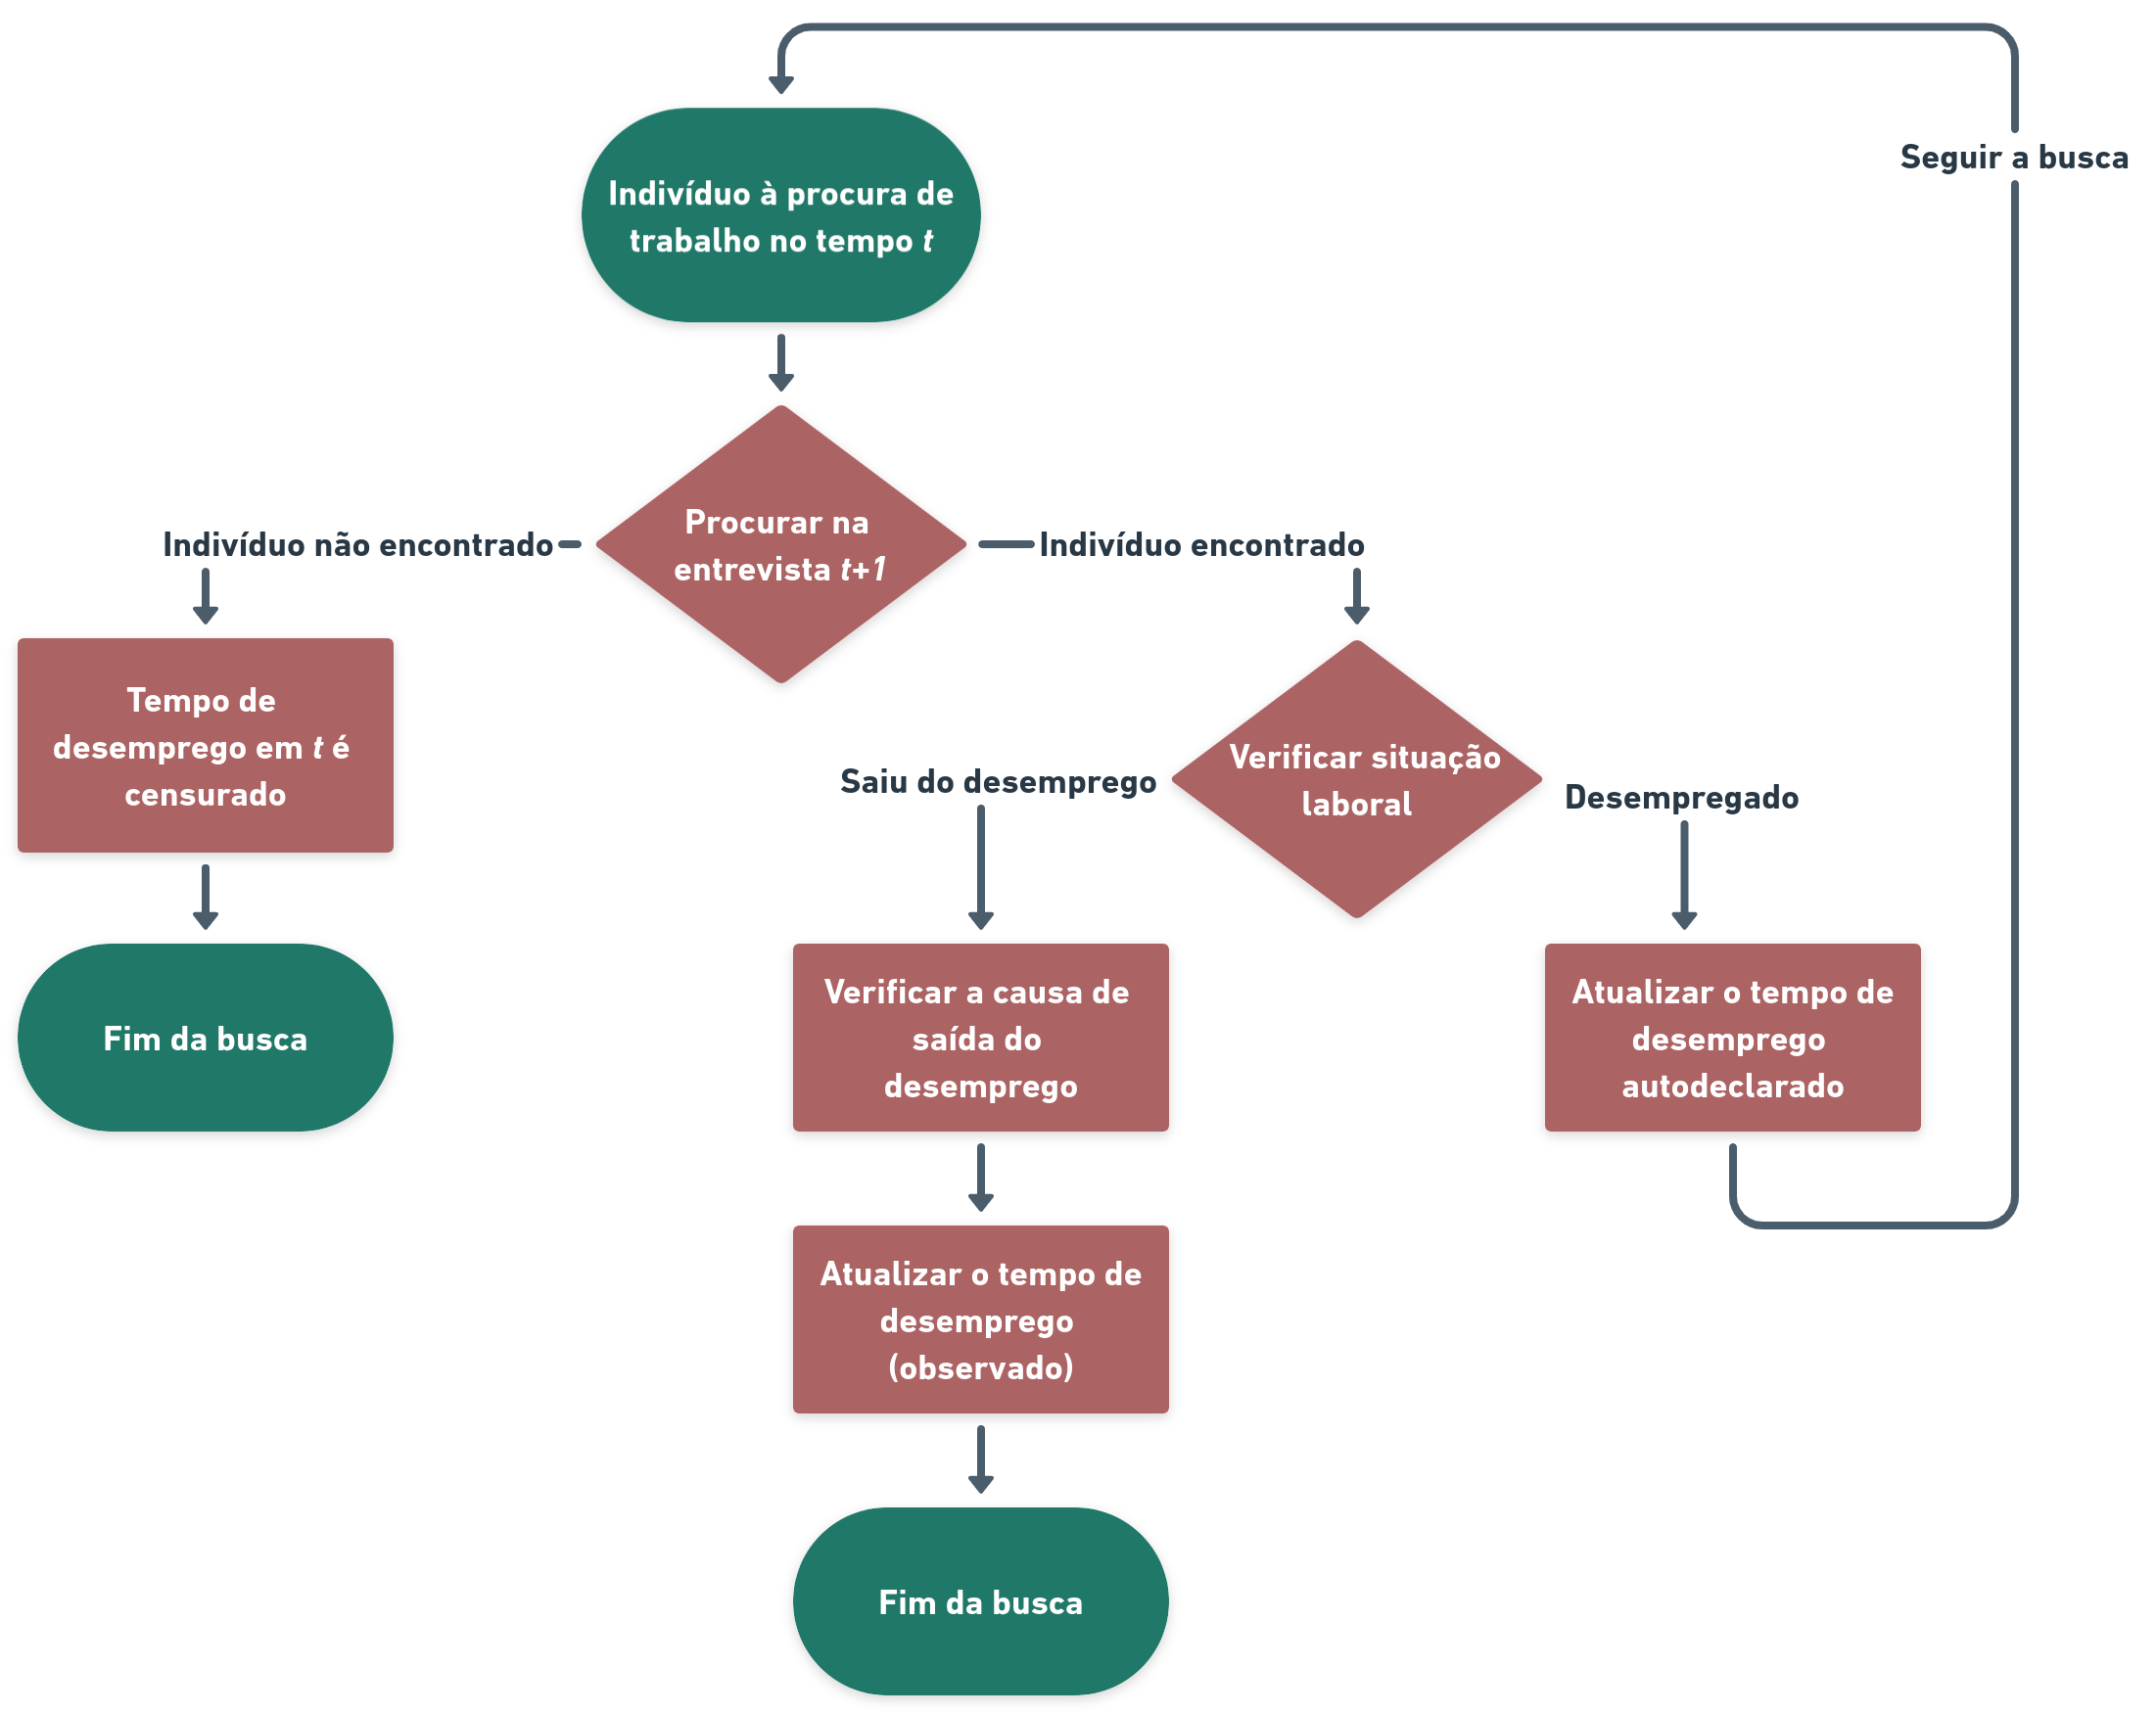 Seguir a busca
Indivíduo à procura de
trabalho no tempo t
Procurar na
entrevista t+1
Indivíduo não encontrado
Indivíduo encontrado
Tempo de
desemprego em t é
censurado
Fim da busca
Verificar situação
laboral
Saiu do desemprego
Desempregado
Verificar a causa de
saída do
desemprego
Atualizar o tempo de
desemprego
autodeclarado
Atualizar o tempo de
desemprego
(observado)
Fim da busca